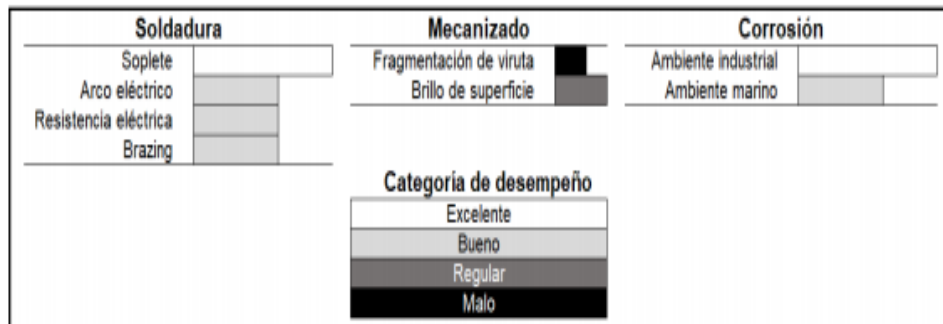 Soldadura
Soplete
Arco eléctrico
Resistencia eléctrica
Brazing
Mecanizado
Fragmentación de viruta
Brillo de superficie
Corrosión
Ambiente industrial
Ambiente marino
Categoría de desempeño
Excelente
Bueno
Regular
Malo